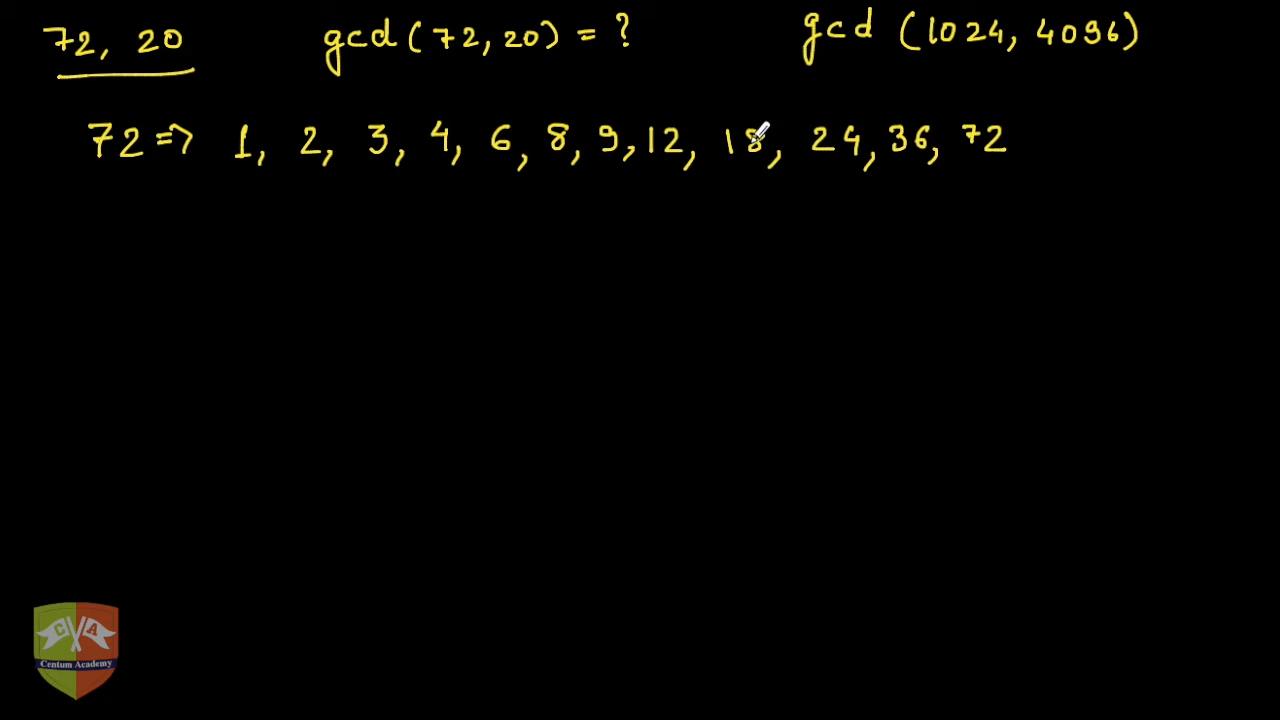 72, 20 gcd(72, 20) = ? gcd (1024, 4096)
72 => 1, 2, 3, 4, 6, 8, 9, 12, 18, 24, 36, 72
C A
Centum Academy